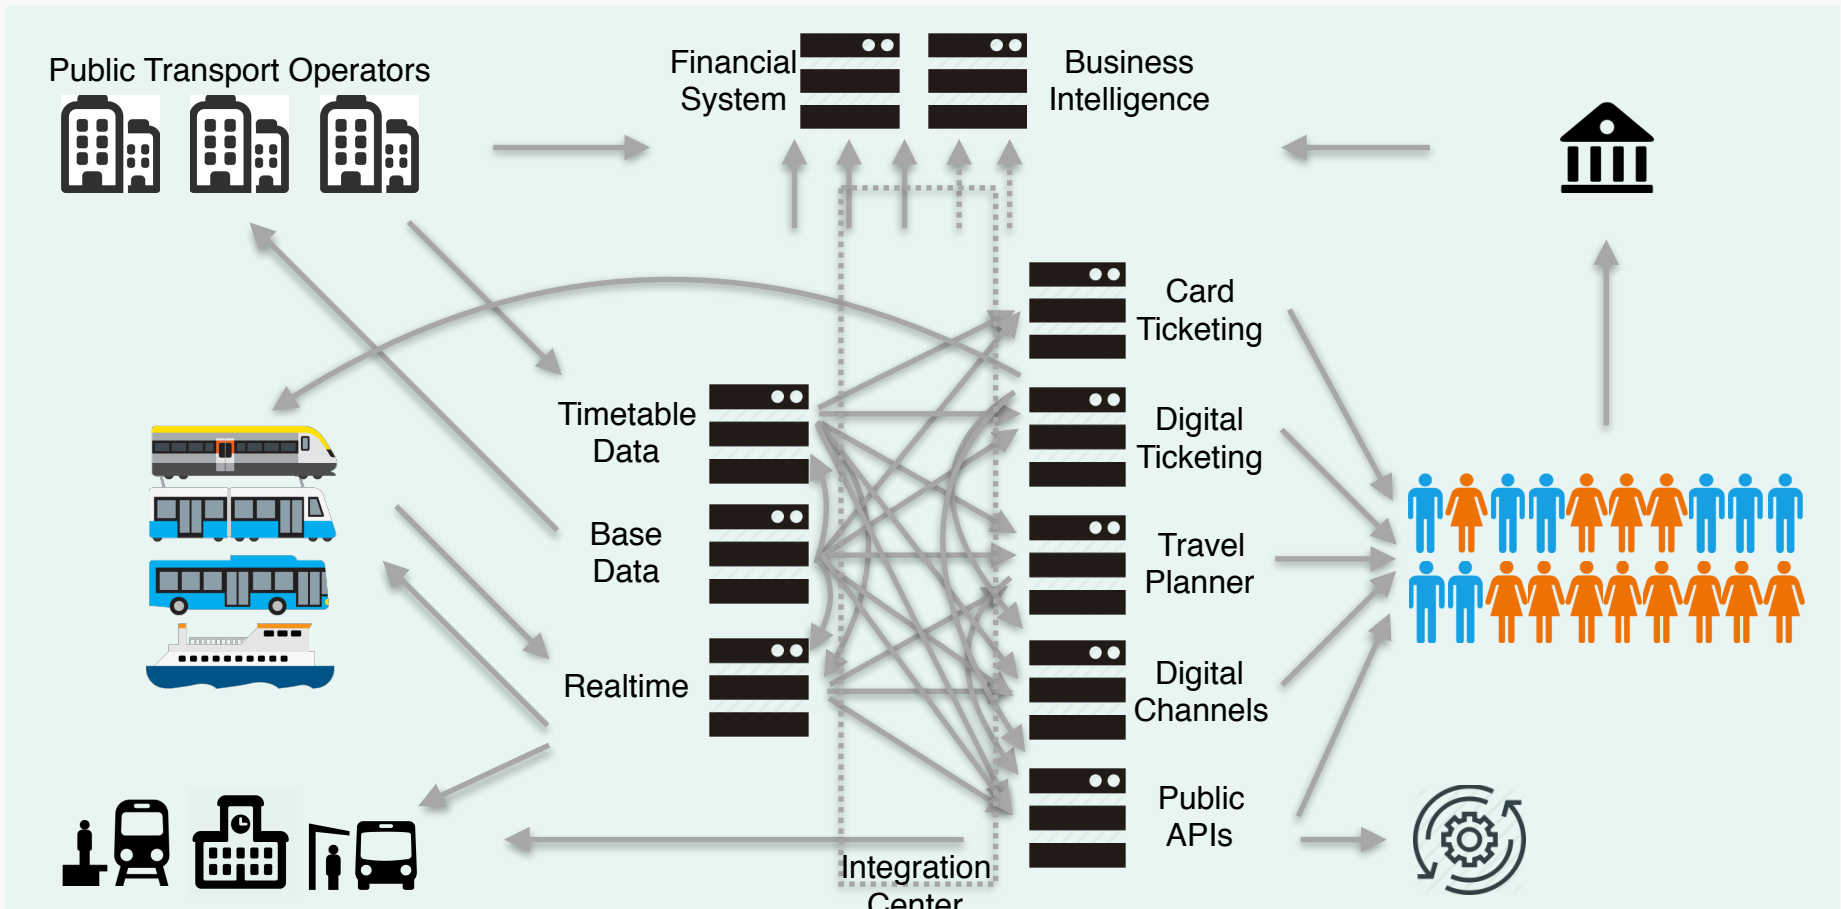 Public Transport Operators
Financial
System
Business
Intelligence
Card
Ticketing
Timetable
Data
Digital
Ticketing
Base
Data
Travel
Planner
Realtime
Digital
Channels
Public
APIs
Integration
Center